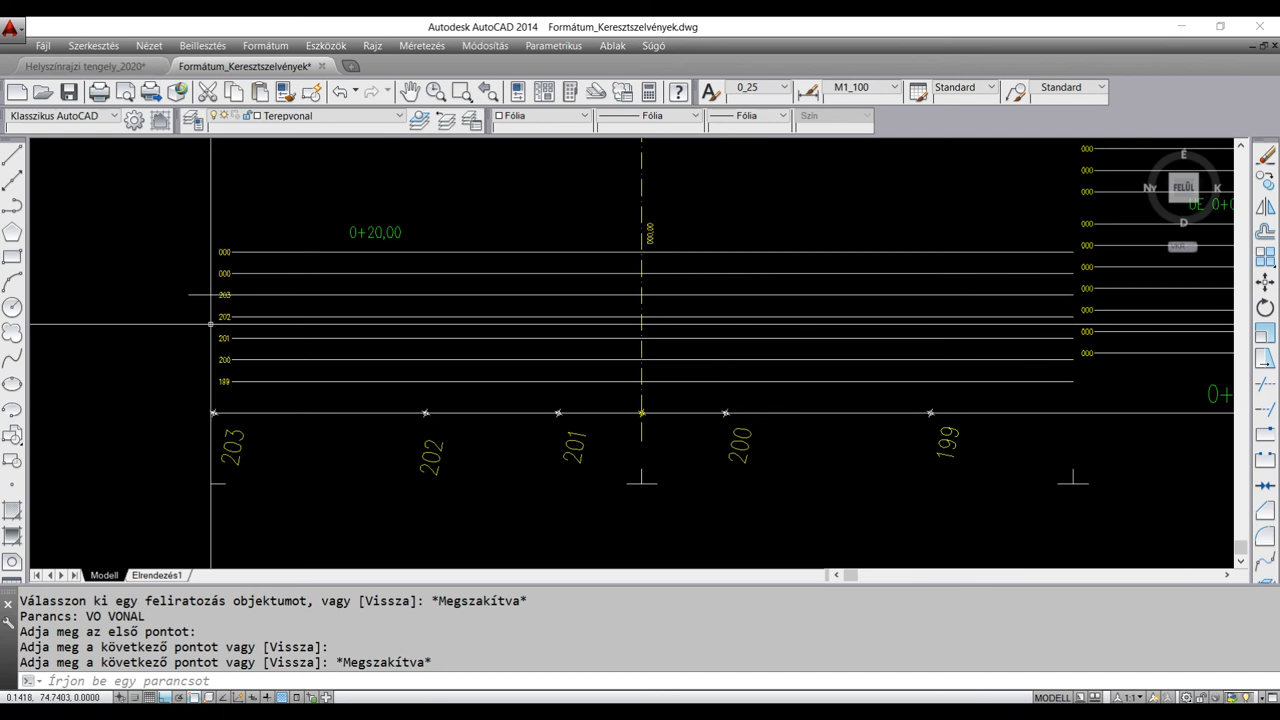 Autodesk AutoCAD 2014 Formátum_Keresztszelvények.dwg
Fájl Szerkesztés Nézet Beillesztés Formátum Eszközök Rajz Méretezés Módosítás Parametrikus Ablak Súgó
Helyszínrajzi tengely_2020* Formátum_Keresztszelvények*
0_25 M1_100 Standard Standard
Klasszikus AutoCAD Terepvonal Fólia Fólia Fólia Szín
É
Ny FELÜL K
D
0+20,00
000,00
000
000
203
202
201
200
199
000
000
000
000
000
000
000
000
000
000
203 202 201 200 199
Modell Elrendezés1
Válasszon ki egy feliratozás objektumot, vagy [Vissza]: *Megszakítva*
Parancs: VO VONAL
Adja meg az első pontot:
Adja meg a következő pontot vagy [Vissza]:
Adja meg a következő pontot vagy [Vissza]: *Megszakítva*
Írjon be egy parancsot
0.1418, 74.7403, 0.0000 MODELL 1:1